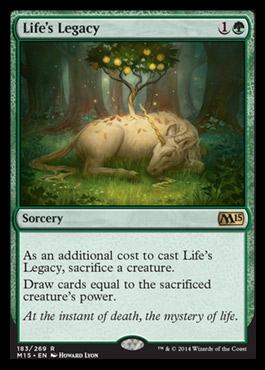 Life's Legacy
1
Sorcery
M15
As an additional cost to cast Life's
Legacy, sacrifice a creature.
Draw cards equal to the sacrificed
creature's power.
At the instant of death, the mystery of life.
183/269 R
M15 • EN Howard Lyon
™ & © 2014 Wizards of the Coast